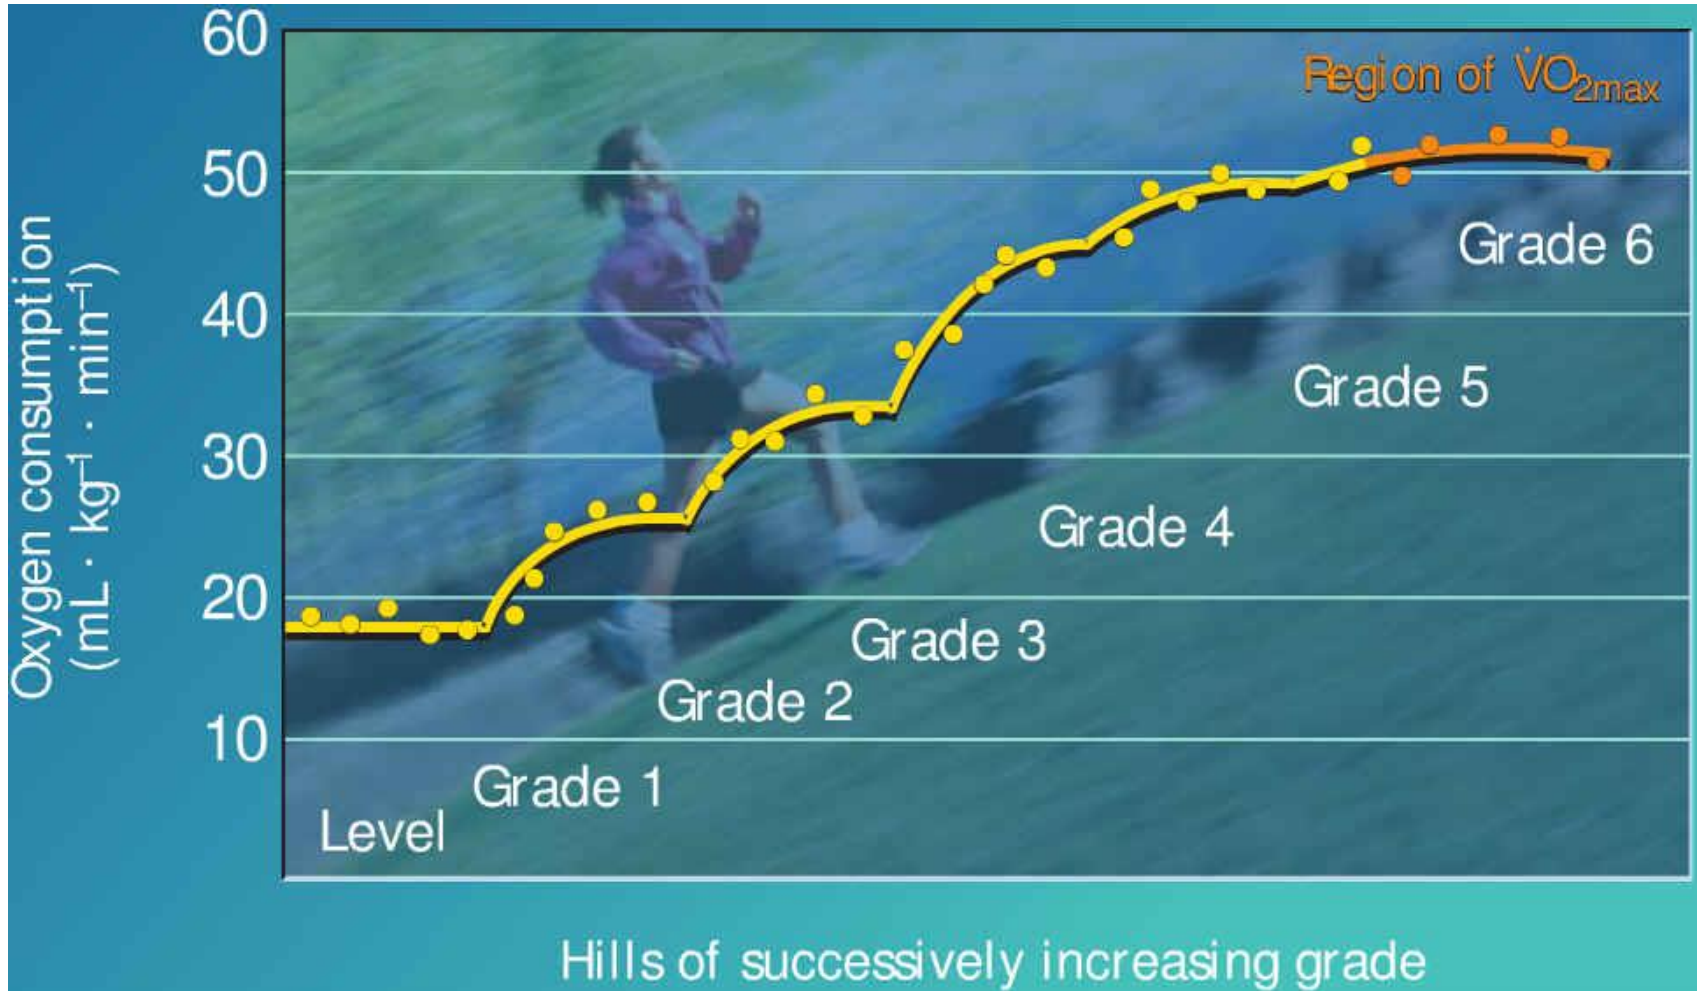 60
Region of V̇O₂max
50
Grade 6
40
Grade 5
30
Grade 4
20
Grade 3
Grade 2
10
Grade 1
Level
Oxygen consumption
(mL · kg⁻¹ · min⁻¹)
Hills of successively increasing grade